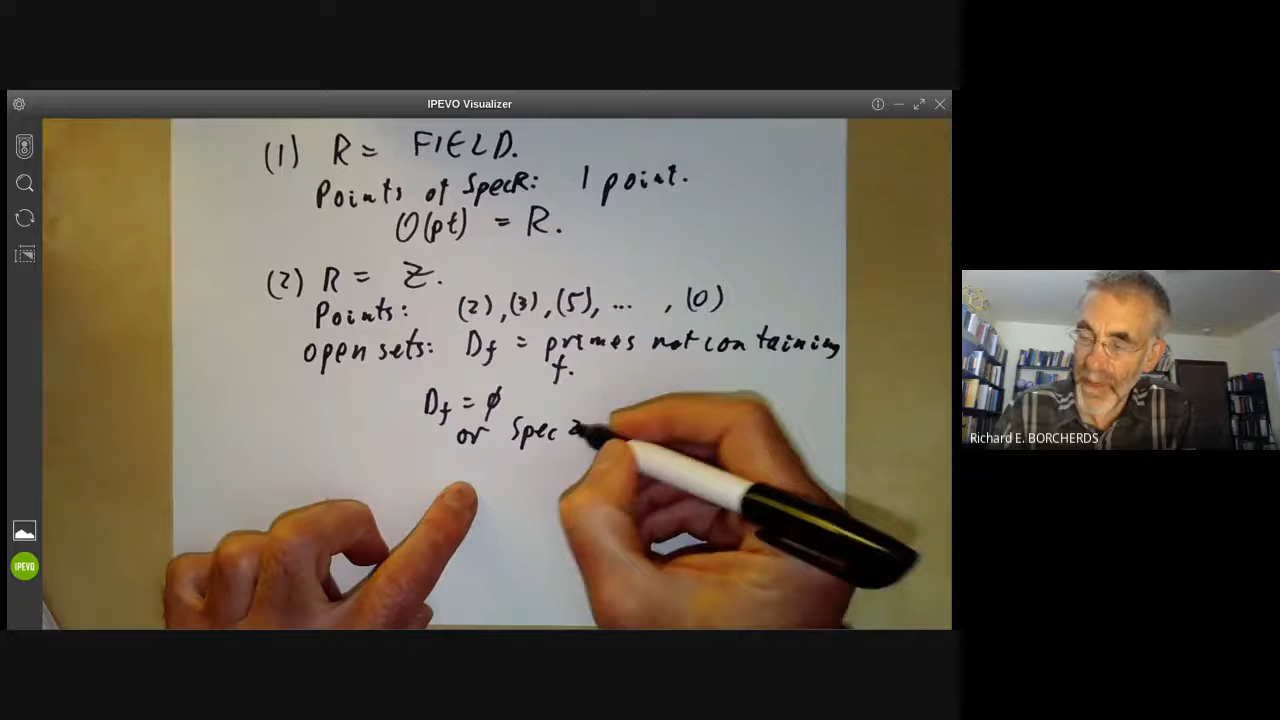 IPEVO Visualizer
(1) R = FIELD.
Points of SpecR: 1 point.
O(pt) = R.
(2) R = Z.
Points: (2), (3), (5), ... , (0)
open sets: Df = primes not containing
f.
Df = ø
or Spec Z
IPEVO
Richard E. BORCHERDS